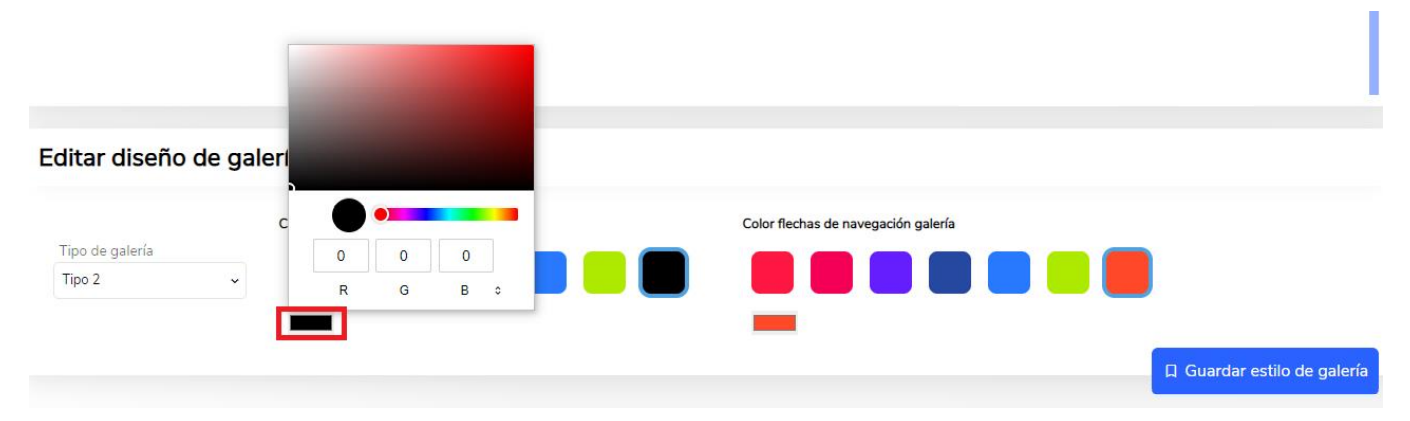 Editar diseño de galerí
C
Color flechas de navegación galería
Tipo de galería
Tipo 2
0 0 0
R G B
Guardar estilo de galería